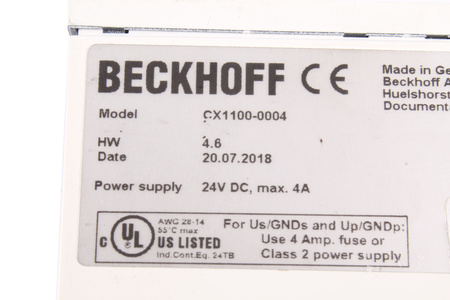 BECKHOFF CE
Made in Ge
Beckhoff A
Huelshorst
Document
Model CX1100-0004
HW 4.6
Date 20.07.2018
Power supply 24V DC, max. 4A
c UL US LISTED
AWG 28-14
55°C max
Ind.Cont.Eq. 24TB
For Us/GNDs and Up/GNDp:
Use 4 Amp. fuse or
Class 2 power supply